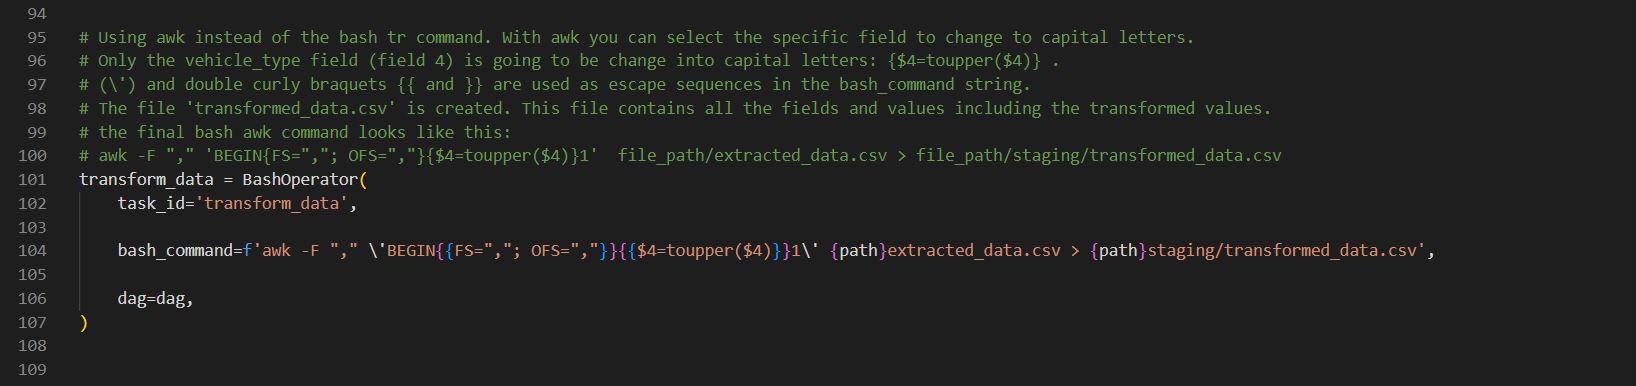 94
95 # Using awk instead of the bash tr command. With awk you can select the specific field to change to capital letters.
96 # Only the vehicle_type field (field 4) is going to be change into capital letters: {$4=toupper($4)} .
97 # (\') and double curly braquets {{ and }} are used as escape sequences in the bash_command string.
98 # The file 'transformed_data.csv' is created. This file contains all the fields and values including the transformed values.
99 # the final bash awk command looks like this:
100 # awk -F "," 'BEGIN{FS=","; OFS=","}{$4=toupper($4)}1'  file_path/extracted_data.csv > file_path/staging/transformed_data.csv
101 transform_data = BashOperator(
102     task_id='transform_data',
103
104     bash_command=f'awk -F "," \'BEGIN{{FS=","; OFS=","}}{{$4=toupper($4)}}1\' {path}extracted_data.csv > {path}staging/transformed_data.csv',
105
106     dag=dag,
107 )
108
109